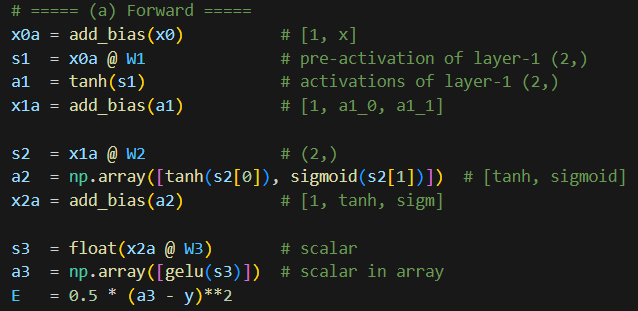 # ===== (a) Forward =====
x0a = add_bias(x0)          # [1, x]
s1  = x0a @ W1              # pre-activation of layer-1 (2,)
a1  = tanh(s1)              # activations of layer-1 (2,)
x1a = add_bias(a1)          # [1, a1_0, a1_1]
s2  = x1a @ W2              # (2,)
a2  = np.array([tanh(s2[0]), sigmoid(s2[1])])  # [tanh, sigmoid]
x2a = add_bias(a2)          # [1, tanh, sigm]
s3  = float(x2a @ W3)       # scalar
a3  = np.array([gelu(s3)])  # scalar in array
E   = 0.5 * (a3 - y)**2